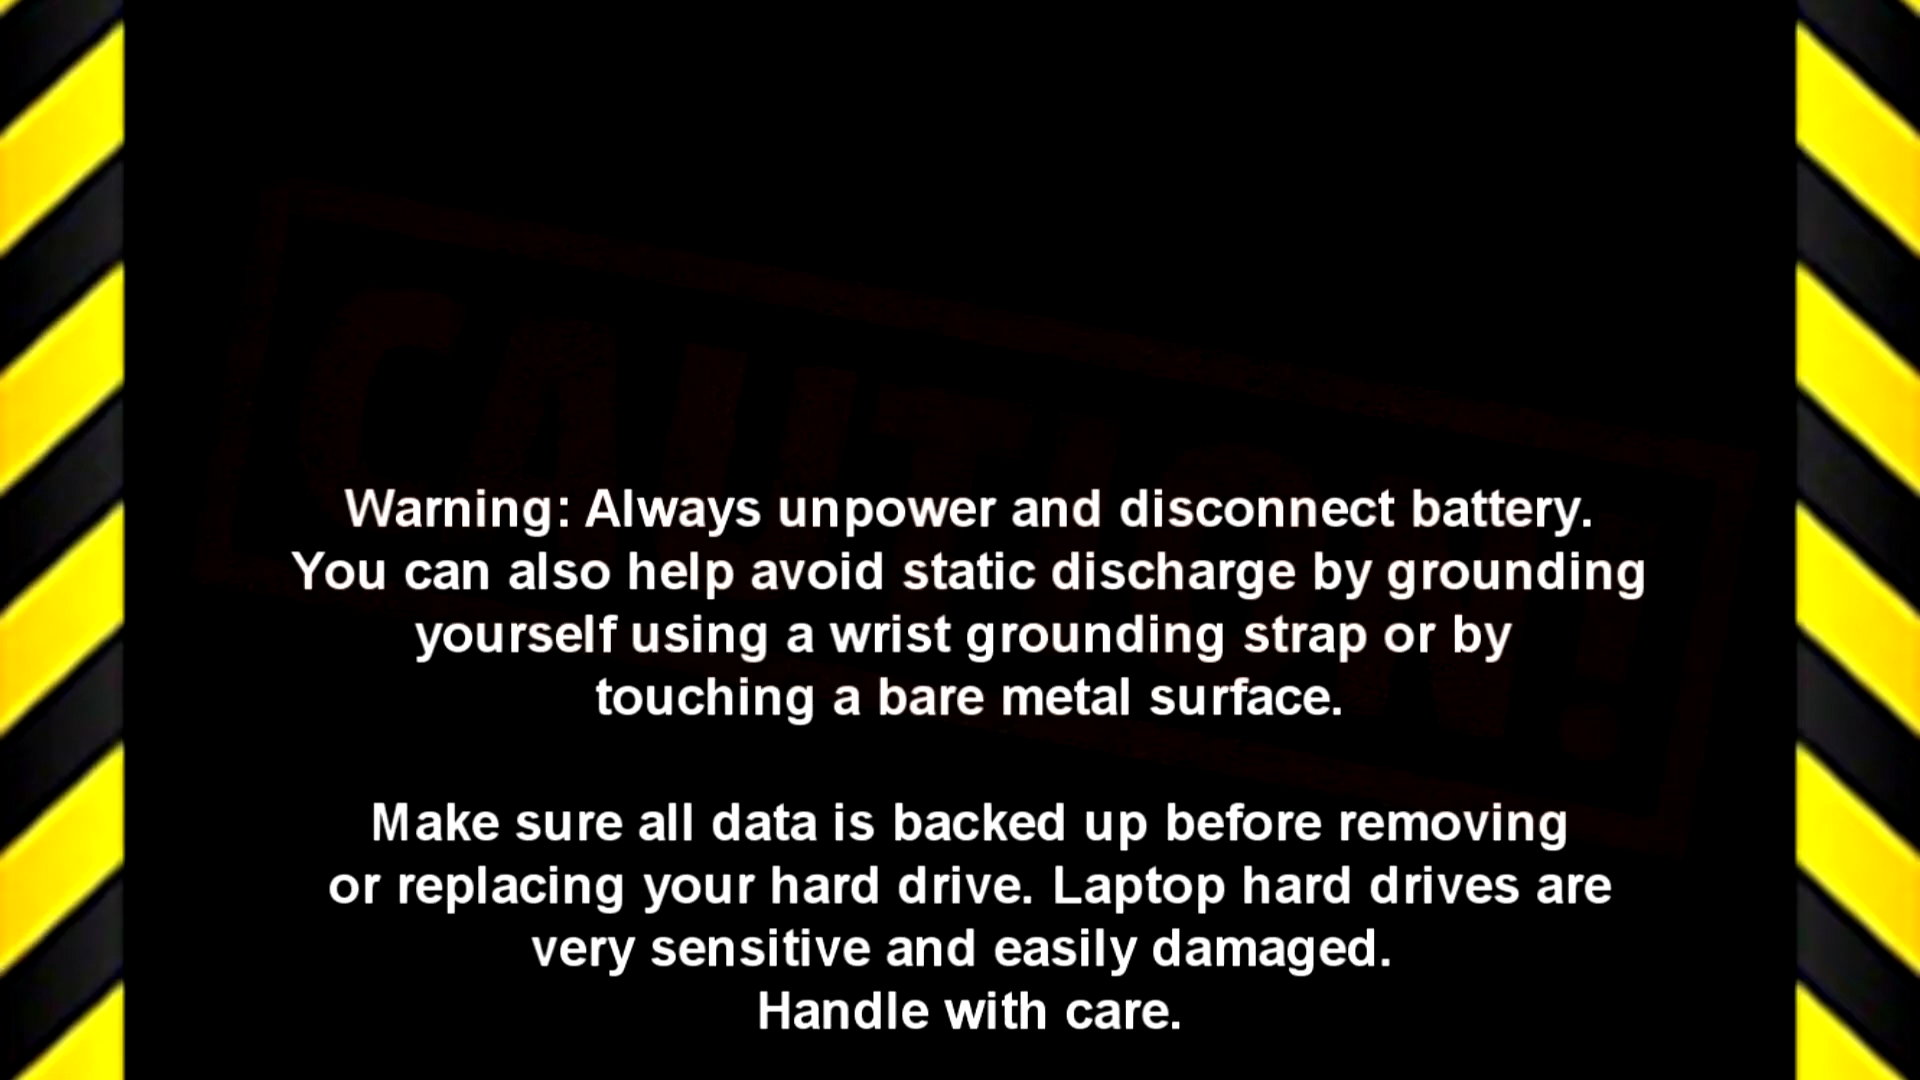 CAUTION!
Warning: Always unpower and disconnect battery.
You can also help avoid static discharge by grounding
yourself using a wrist grounding strap or by
touching a bare metal surface.
Make sure all data is backed up before removing
or replacing your hard drive. Laptop hard drives are
very sensitive and easily damaged.
Handle with care.